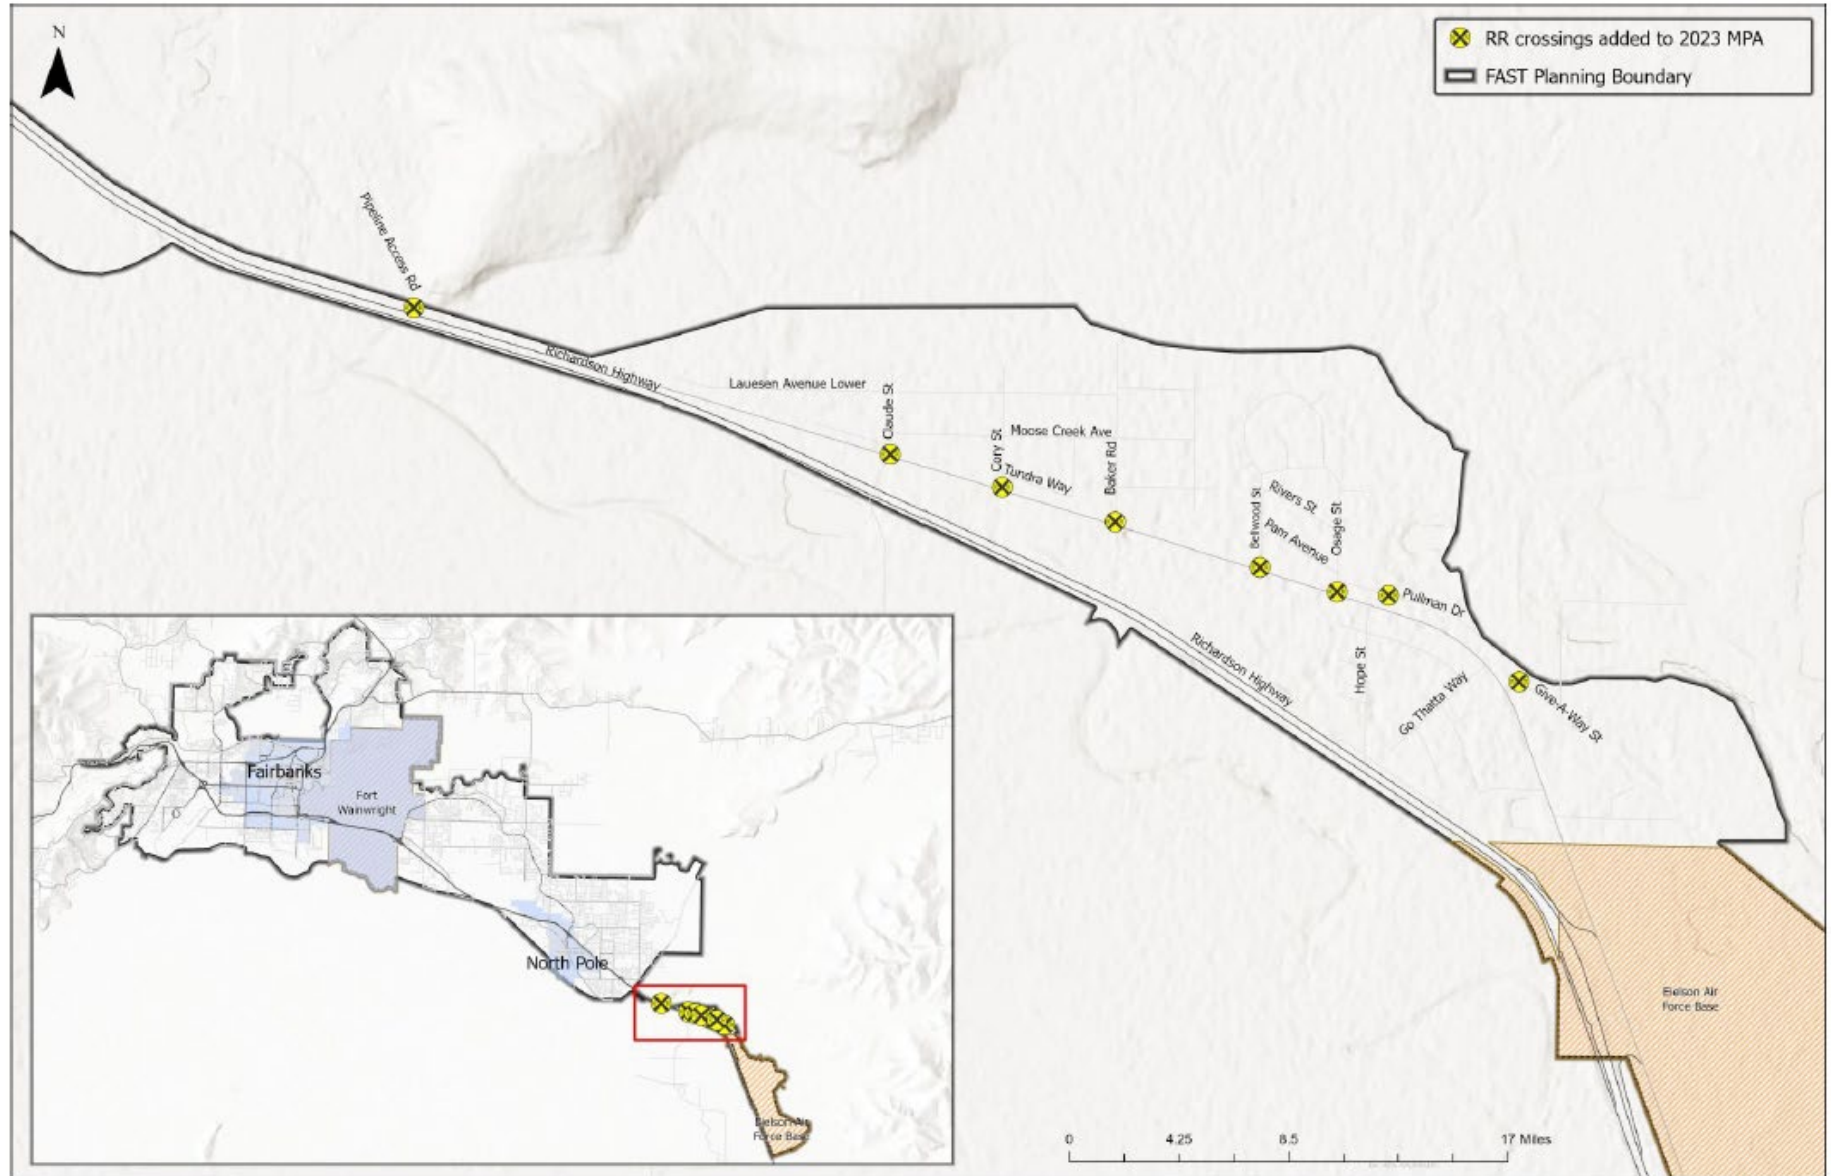 N
RR crossings added to 2023 MPA
FAST Planning Boundary
Pipeline Access Rd
Richardson Highway
Lauesen Avenue Lower
Claude St
Moose Creek Ave
Cory St
Tundra Way
Baker Rd
Bellwood St
Rivers St
Pam Avenue
Osage St
Pullman Dr
Hope St
Richardson Highway
Go Thatta Way
Give-A-Way St
Eielson Air
Force Base
Fairbanks
Fort
Wainwright
North Pole
Eielson Air
Force Base
0 4.25 8.5 17 Miles